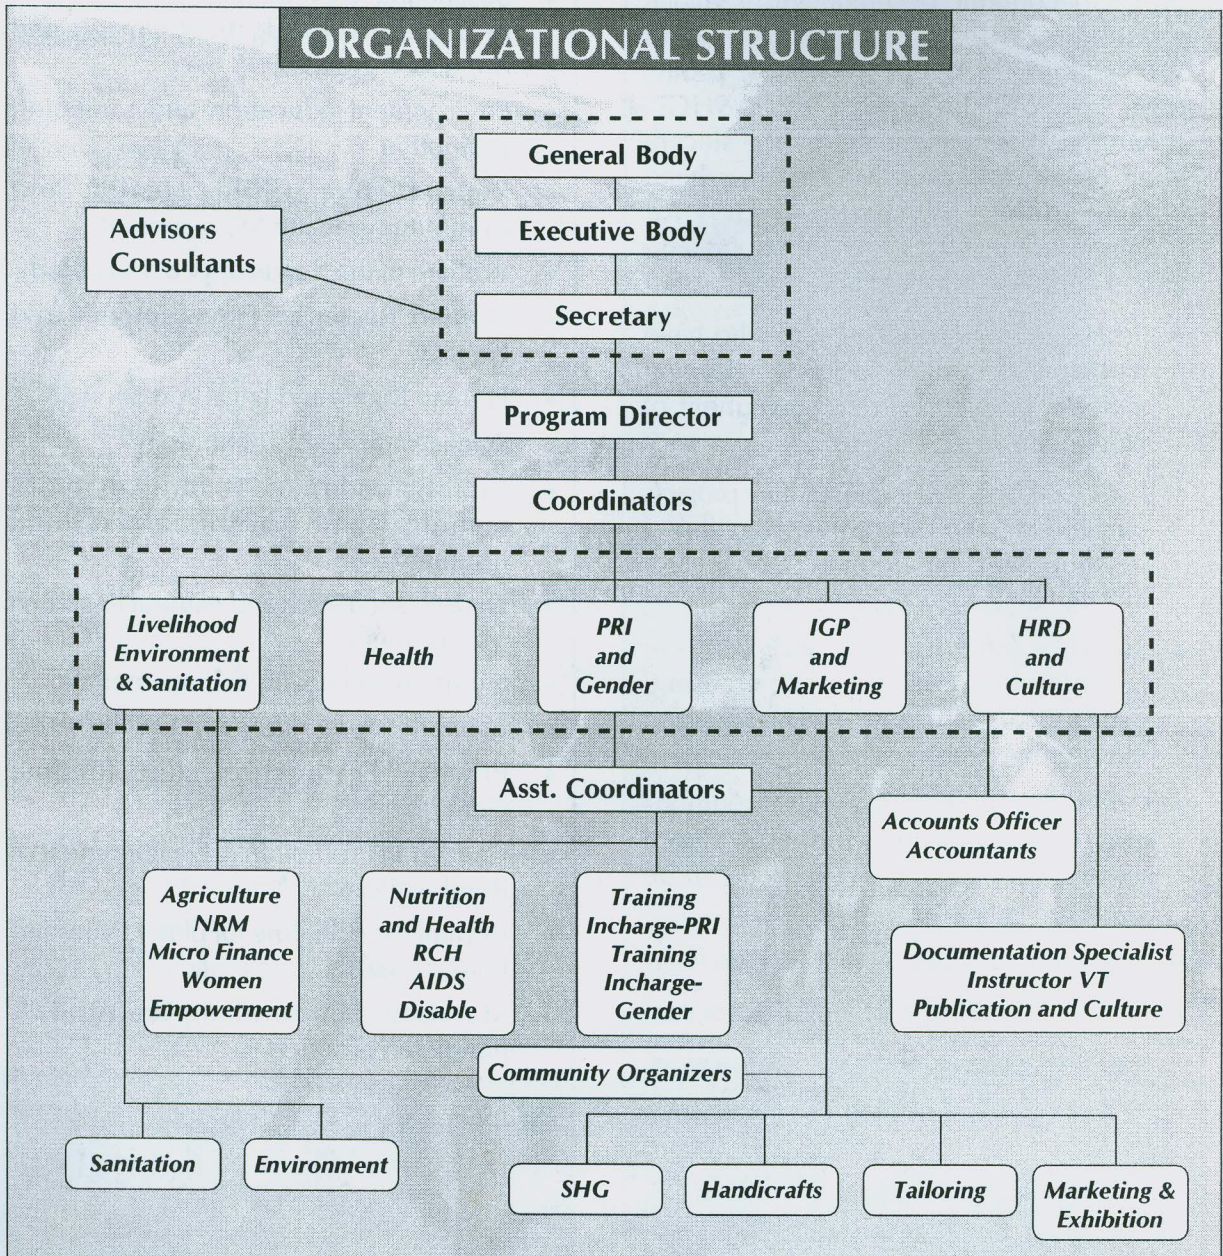 ORGANIZATIONAL STRUCTURE
General Body
Advisors
Consultants
Executive Body
Secretary
Program Director
Coordinators
Livelihood
Environment
& Sanitation
Health
PRI
and
Gender
IGP
and
Marketing
HRD
and
Culture
Asst. Coordinators
Accounts Officer
Accountants
Agriculture
NRM
Micro Finance
Women
Empowerment
Nutrition
and Health
RCH
AIDS
Disable
Training
Incharge-PRI
Training
Incharge-
Gender
Documentation Specialist
Instructor VT
Publication and Culture
Community Organizers
Sanitation
Environment
SHG
Handicrafts
Tailoring
Marketing &
Exhibition